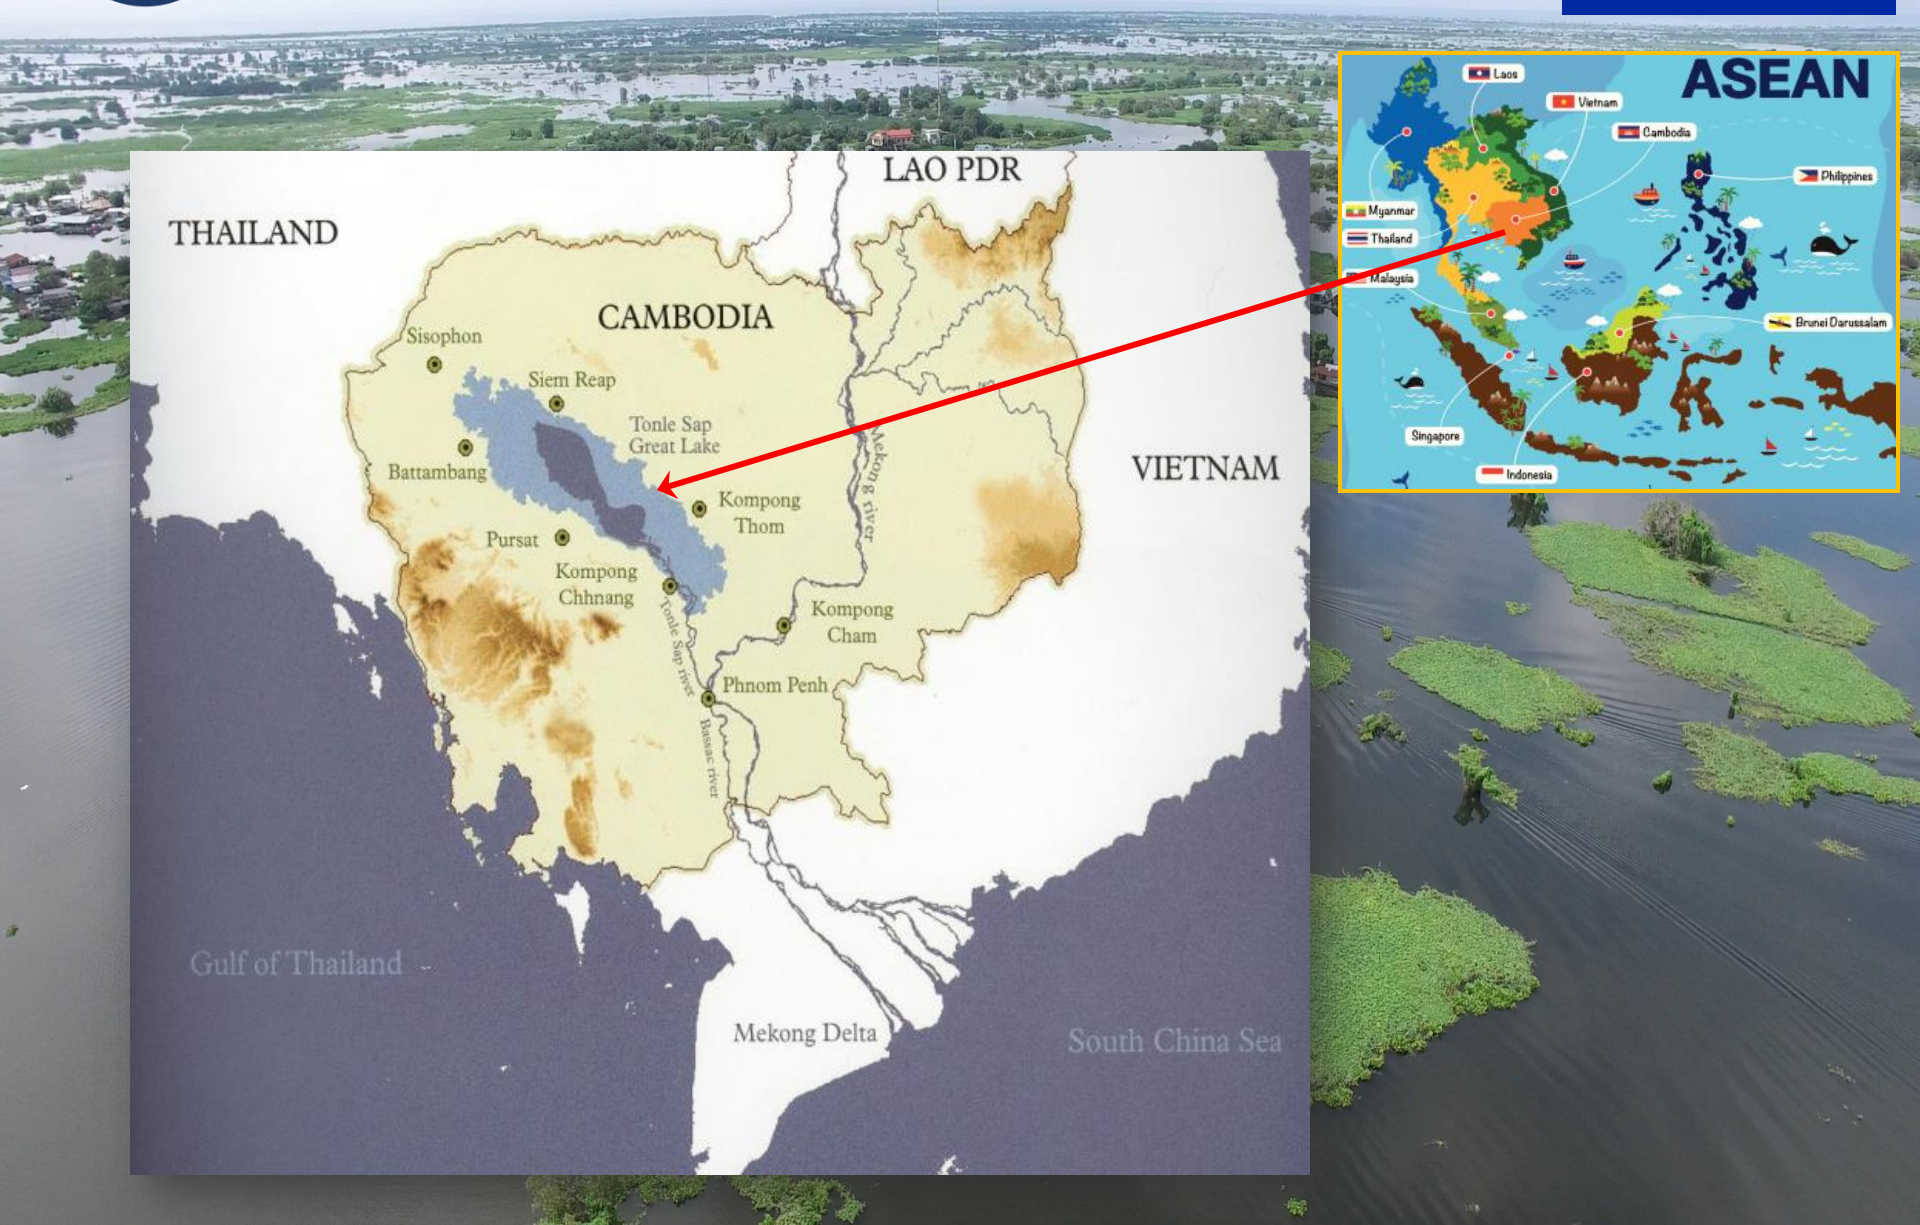 ASEAN
Laos
Vietnam
Cambodia
Philippines
Myanmar
Thailand
Malaysia
Brunei Darussalam
Singapore
Indonesia
LAO PDR
THAILAND
CAMBODIA
Sisophon
Siem Reap
Tonle Sap
Great Lake
Battambang
Mekong river
VIETNAM
Kompong
Thom
Pursat
Kompong
Chhnang
Tonle Sap river
Kompong
Cham
Phnom Penh
Bassac river
Gulf of Thailand
Mekong Delta
South China Sea